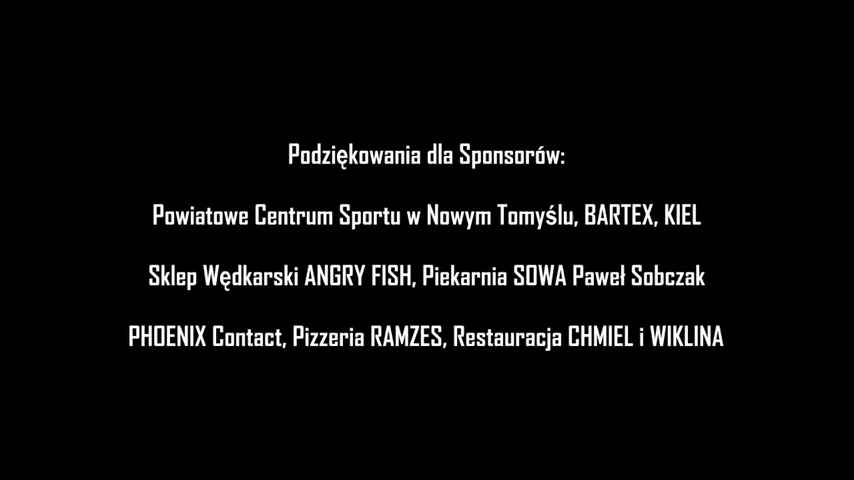 Podziękowania dla Sponsorów:
Powiatowe Centrum Sportu w Nowym Tomyślu, BARTEX, KIEL
Sklep Wędkarski ANGRY FISH, Piekarnia SOWA Paweł Sobczak
PHOENIX Contact, Pizzeria RAMZES, Restauracja CHMIEL i WIKLINA